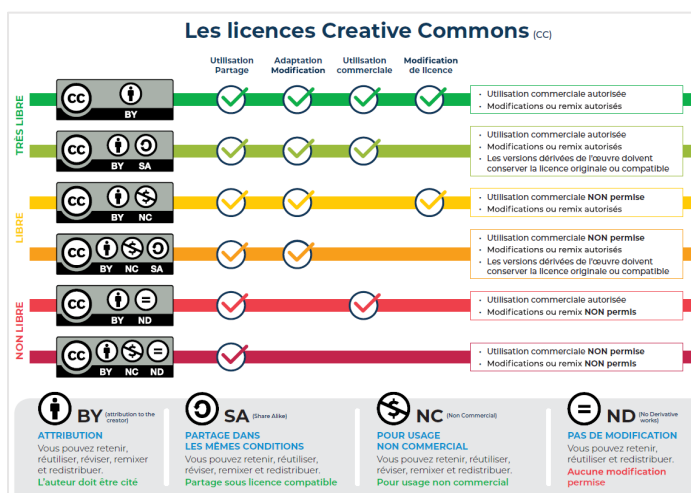 Les licences Creative Commons (CC)
Utilisation
Partage
Adaptation
Modification
Utilisation
commerciale
Modification
de licence
TRÈS LIBRE
CC
BY
• Utilisation commerciale autorisée
• Modifications ou remix autorisés
CC
BY SA
• Utilisation commerciale autorisée
• Modifications ou remix autorisés
• Les versions dérivées de l'œuvre doivent
conserver la licence originale ou compatible
LIBRE
CC
BY NC
• Utilisation commerciale NON permise
• Modifications ou remix autorisés
CC
BY NC SA
• Utilisation commerciale NON permise
• Modifications ou remix autorisés
• Les versions dérivées de l'œuvre doivent
conserver la licence originale ou compatible
NON LIBRE
CC
BY ND
• Utilisation commerciale autorisée
• Modifications ou remix NON permis
CC
BY NC ND
• Utilisation commerciale NON permise
• Modifications ou remix NON permis
BY (attribution to the
creator)
ATTRIBUTION
Vous pouvez retenir,
réutiliser, réviser, remixer
et redistribuer.
L'auteur doit être cité
SA (Share Alike)
PARTAGE DANS
LES MÊMES CONDITIONS
Vous pouvez retenir, réutiliser,
réviser, remixer et redistribuer.
Partage sous licence compatible
NC (Non Commercial)
POUR USAGE
NON COMMERCIAL
Vous pouvez retenir, réutiliser,
réviser, remixer et redistribuer.
Pour usage non commercial
ND (No Derivative
works)
PAS DE MODIFICATION
Vous pouvez retenir,
réutiliser et redistribuer.
Aucune modification
permise